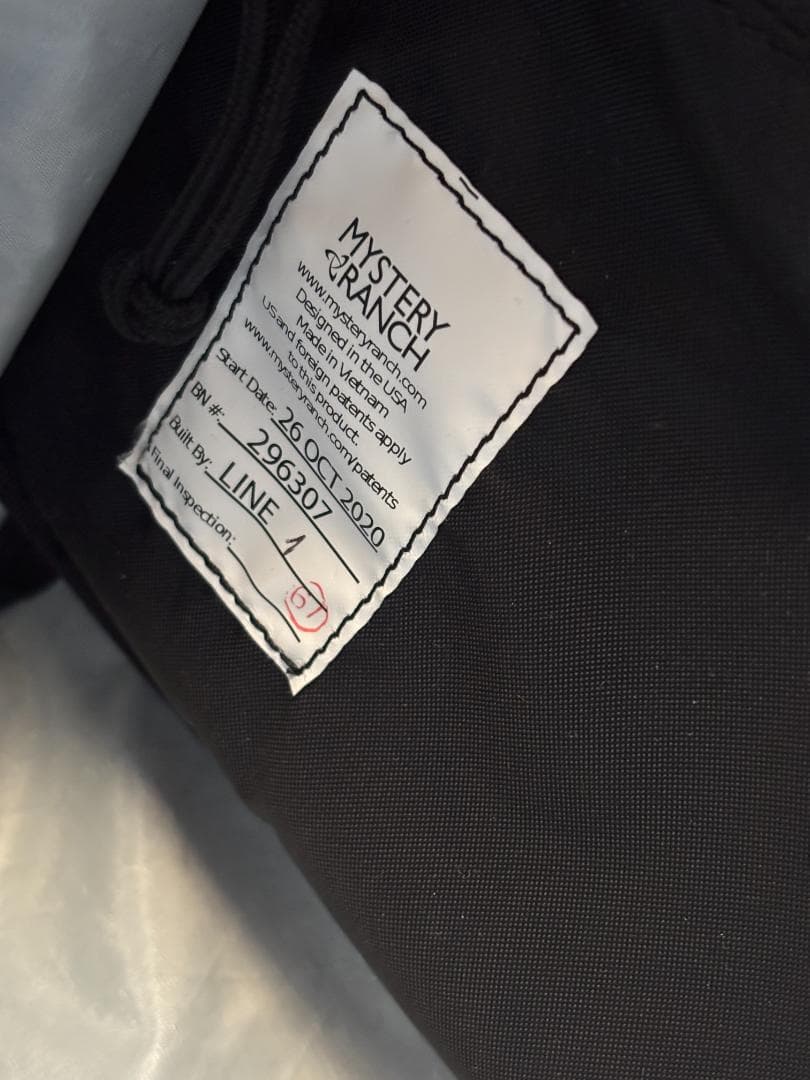 MYSTERY
RANCH
www.mysteryranch.com
Designed in the USA
Made in Vietnam
US and foreign patents apply
to this product.
www.mysteryranch.com/patents
Start Date: 26 OCT 2020
BN #: 296307
Built By: LINE 1
Final Inspection: 67